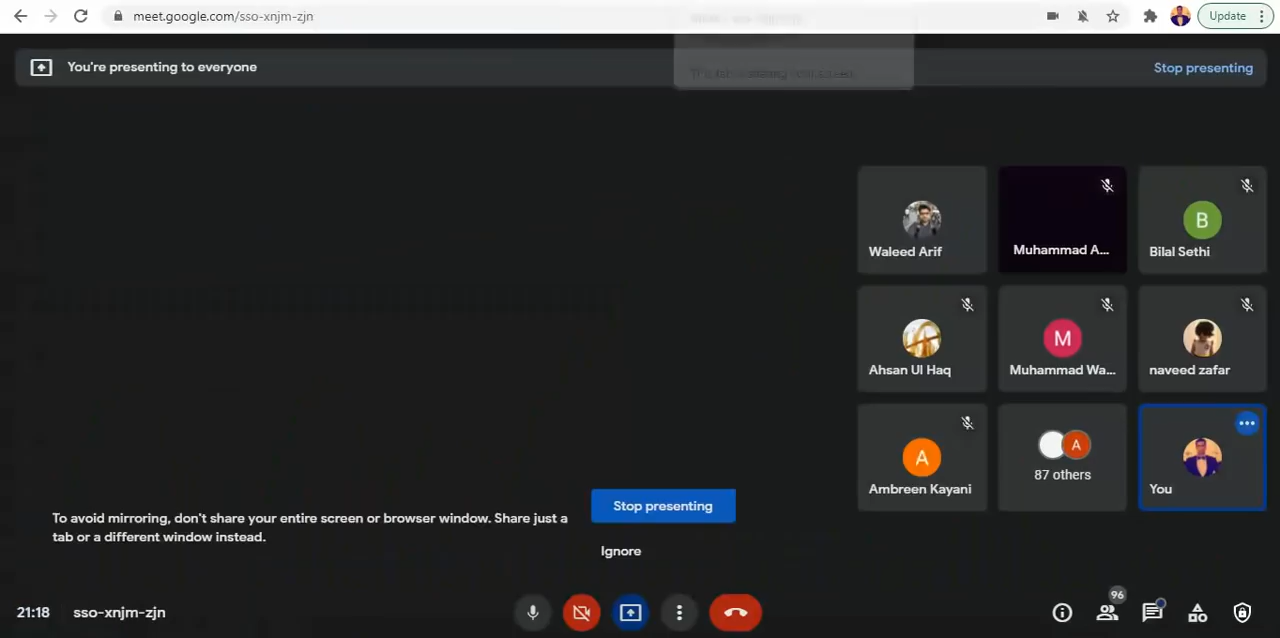 meet.google.com/sso-xnjm-zjn
Update
You're presenting to everyone
Stop presenting
Waleed Arif
Muhammad A...
B
Bilal Sethi
Ahsan Ul Haq
M
Muhammad Wa...
naveed zafar
A
Ambreen Kayani
A
87 others
You
To avoid mirroring, don't share your entire screen or browser window. Share just a
tab or a different window instead.
Stop presenting
Ignore
21:18
sso-xnjm-zjn
96